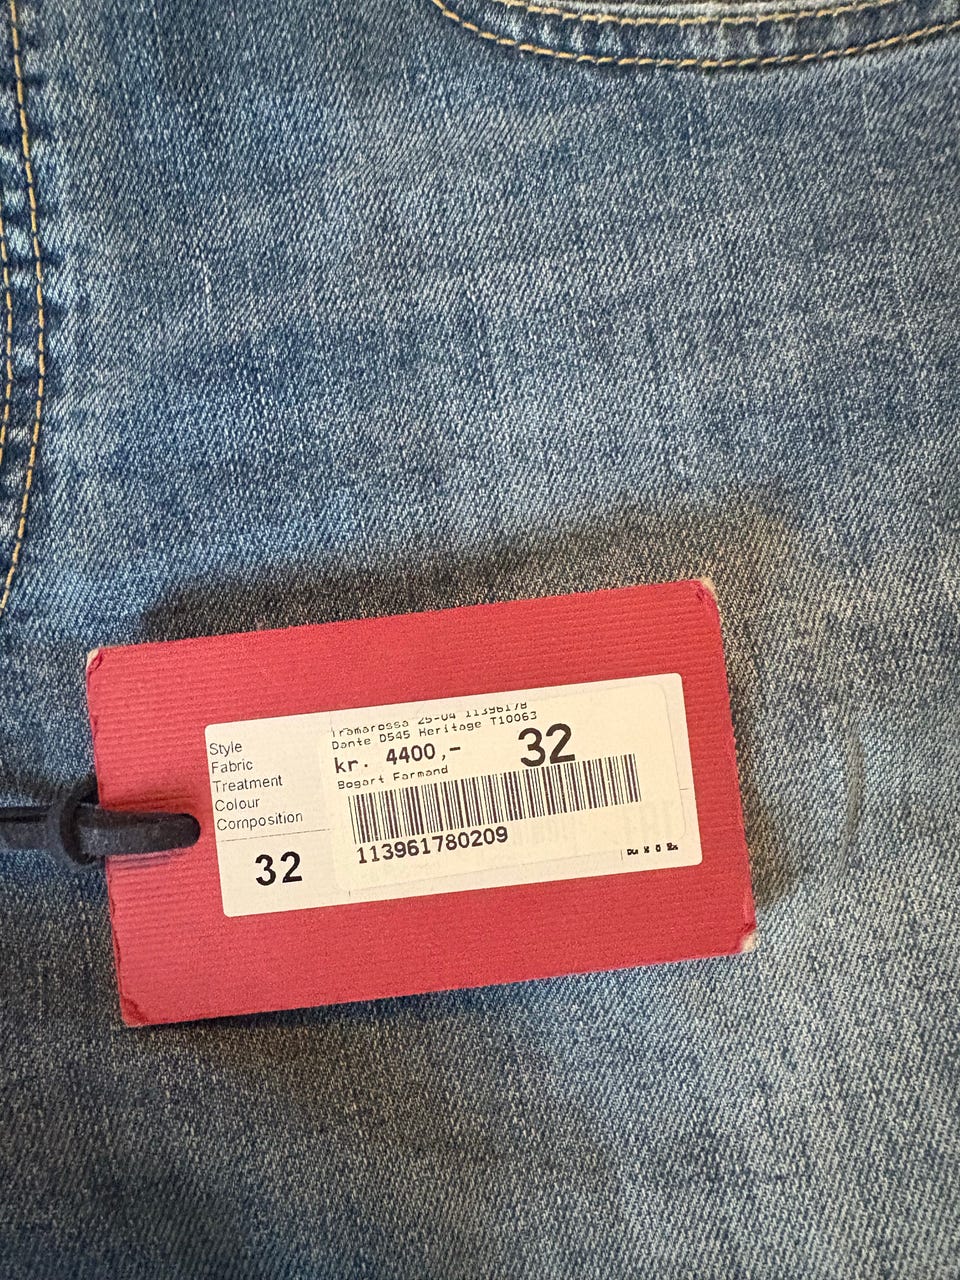 Style
Fabric
Treatment
Colour
Composition
32
Tramarossa 25-04 11396178
Dante D545 Heritage T10063
kr. 4400,-
32
Bogart Farmand
113961780209